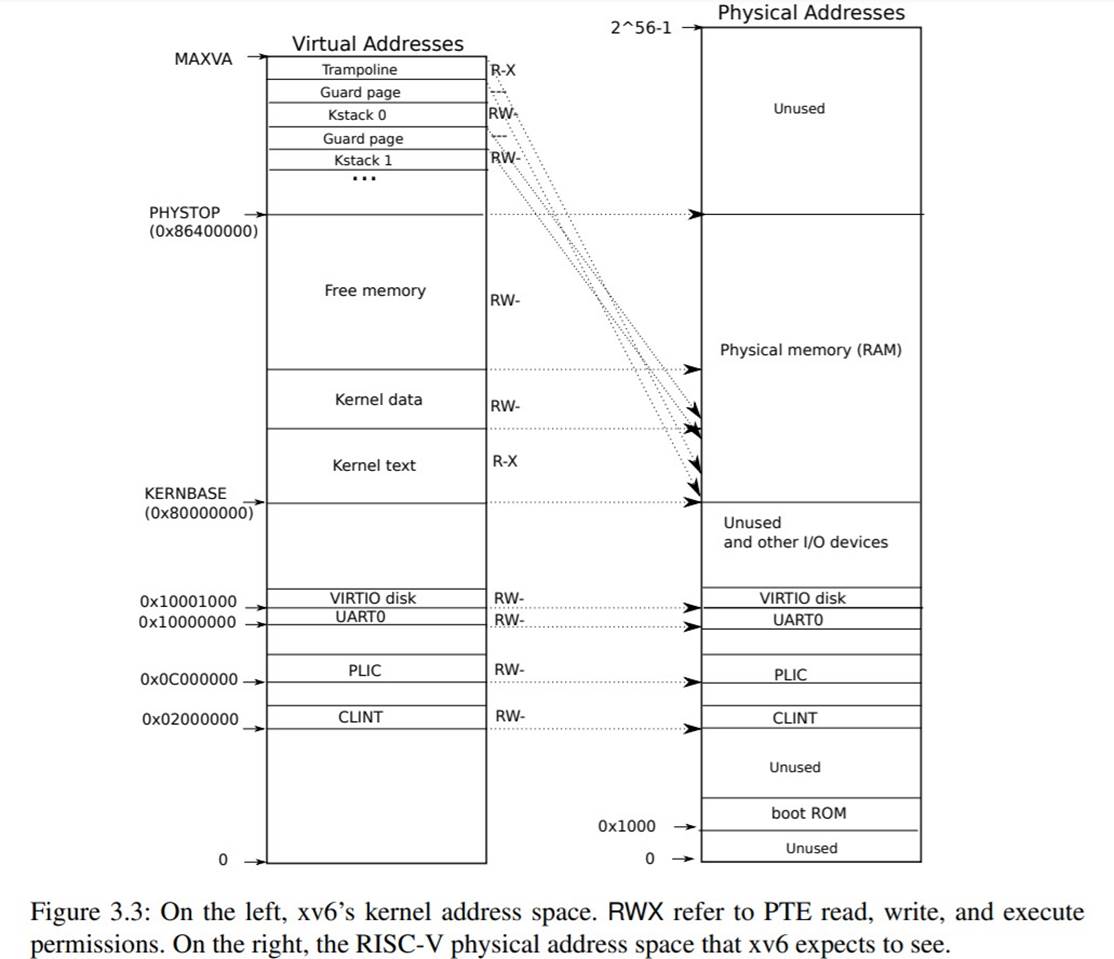 Virtual Addresses
MAXVA
Trampoline
R-X
Guard page
---
Kstack 0
RW-
Guard page
---
Kstack 1
RW-
...
PHYSTOP
(0x86400000)
Free memory
RW-
Kernel data
RW-
Kernel text
R-X
KERNBASE
(0x80000000)
0x10001000
VIRTIO disk
RW-
0x10000000
UART0
RW-
PLIC
RW-
0x0C000000
CLINT
RW-
0x02000000
0
Physical Addresses
2^56-1
Unused
Physical memory (RAM)
Unused
and other I/O devices
VIRTIO disk
UART0
PLIC
CLINT
Unused
boot ROM
0x1000
Unused
0
Figure 3.3: On the left, xv6's kernel address space. RWX refer to PTE read, write, and execute
permissions. On the right, the RISC-V physical address space that xv6 expects to see.